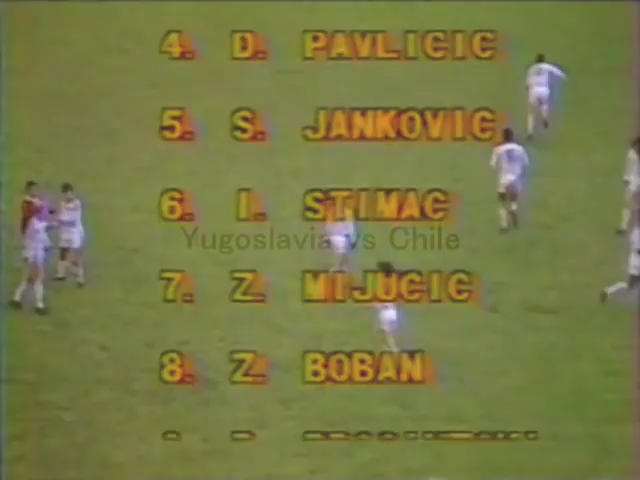 4. D. PAVLICIC
5. S. JANKOVIC
6. I. STIMAC
Yugoslavia vs Chile
7. Z. MIJUCIC
8. Z. BOBAN